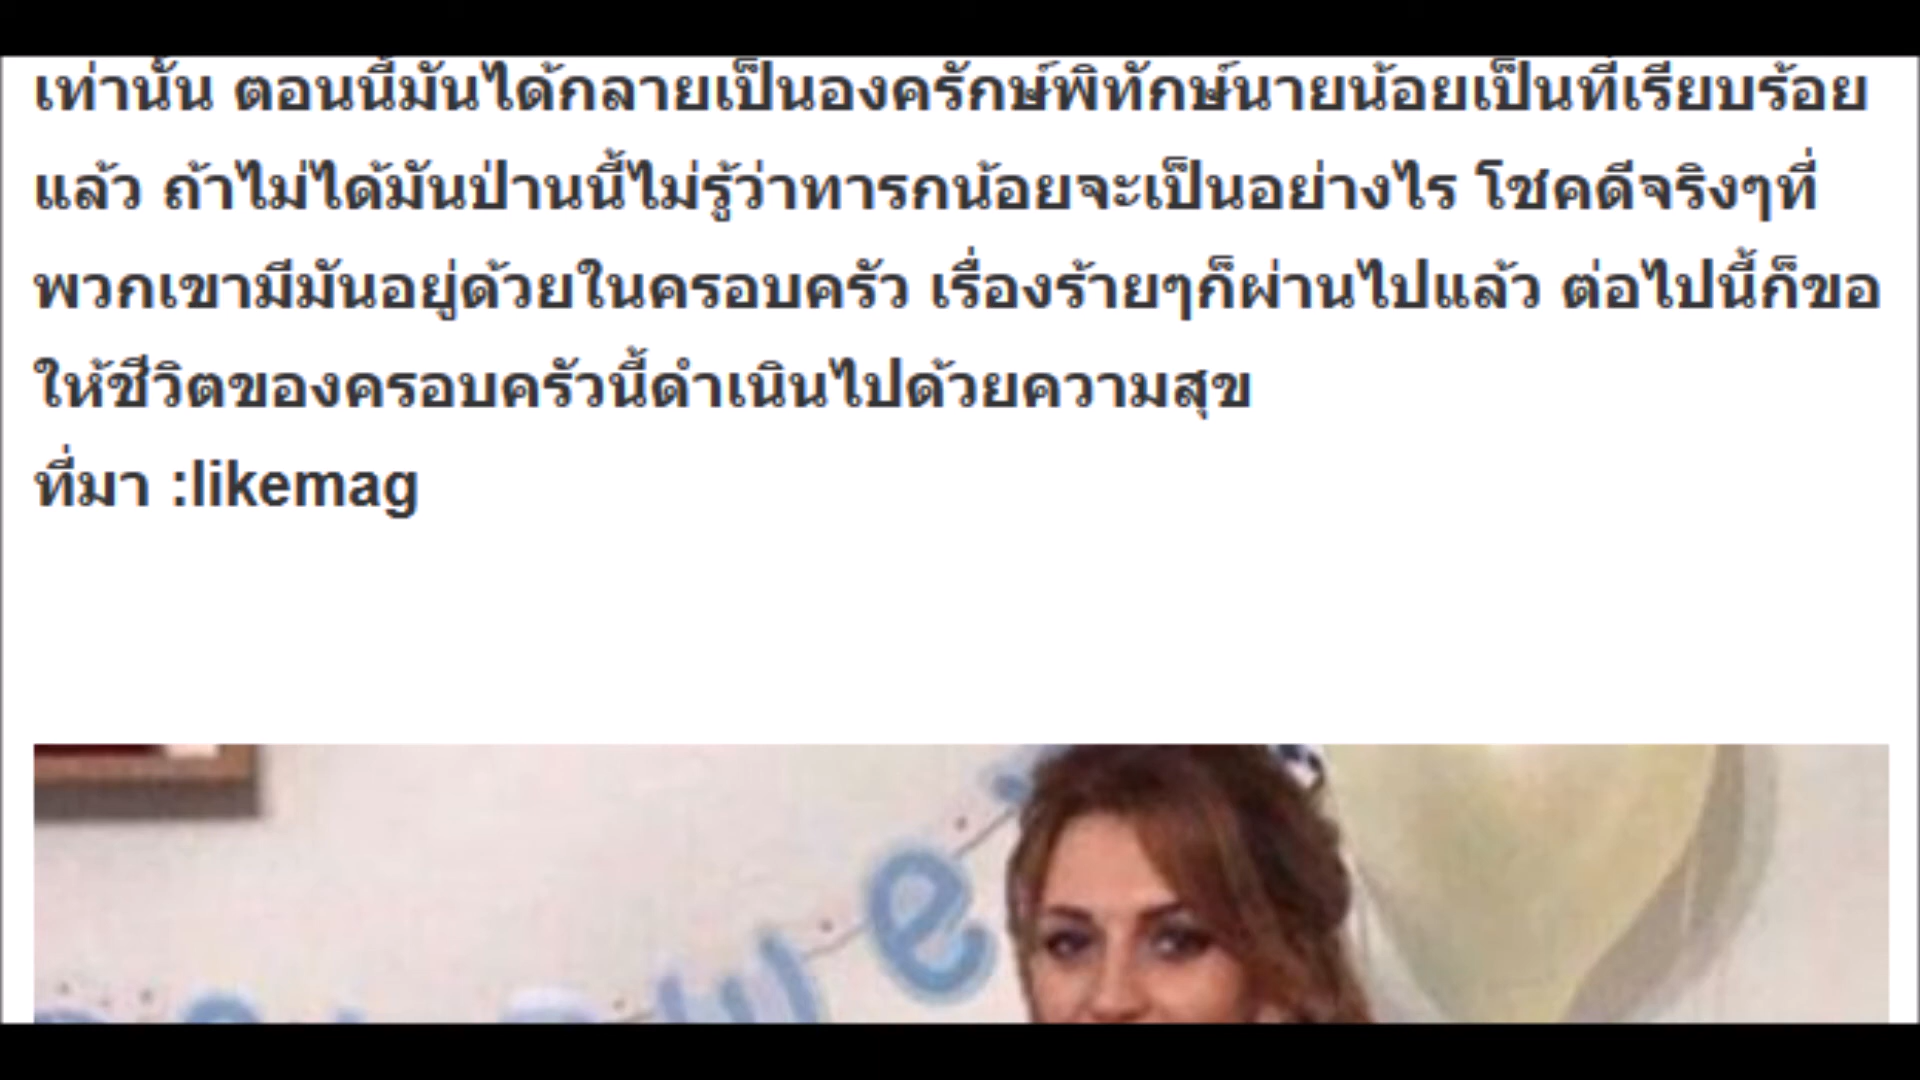 เท่านั้น ตอนนี้มันได้กลายเป็นองครักษ์พิทักษ์นายน้อยเป็นที่เรียบร้อย
แล้ว ถ้าไม่ได้มันป่านนี้ไม่รู้ว่าทารกน้อยจะเป็นอย่างไร โชคดีจริงๆที่
พวกเขามีมันอยู่ด้วยในครอบครัว เรื่องร้ายๆก็ผ่านไปแล้ว ต่อไปนี้ก็ขอ
ให้ชีวิตของครอบครัวนี้ดำเนินไปด้วยความสุข
ที่มา :likemag